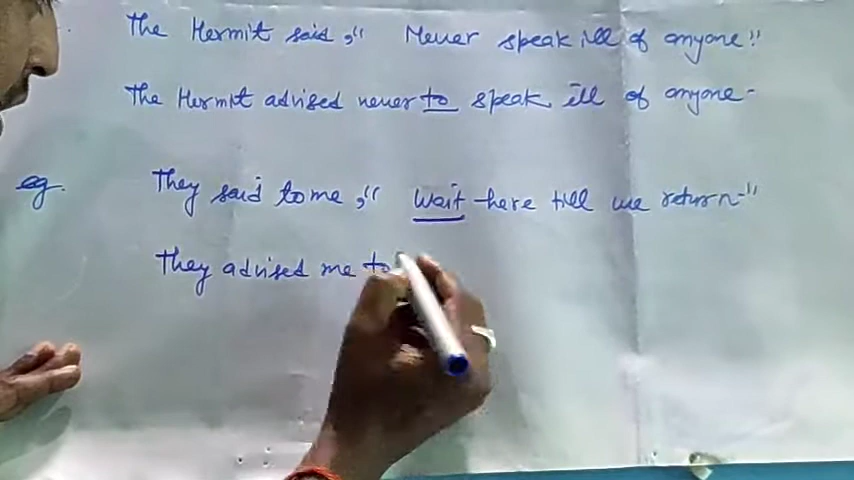 The Hermit said, "Never speak ill of anyone."
The Hermit advised never to speak ill of anyone.
eg. They said to me, "Wait here till we return."
They advised me to